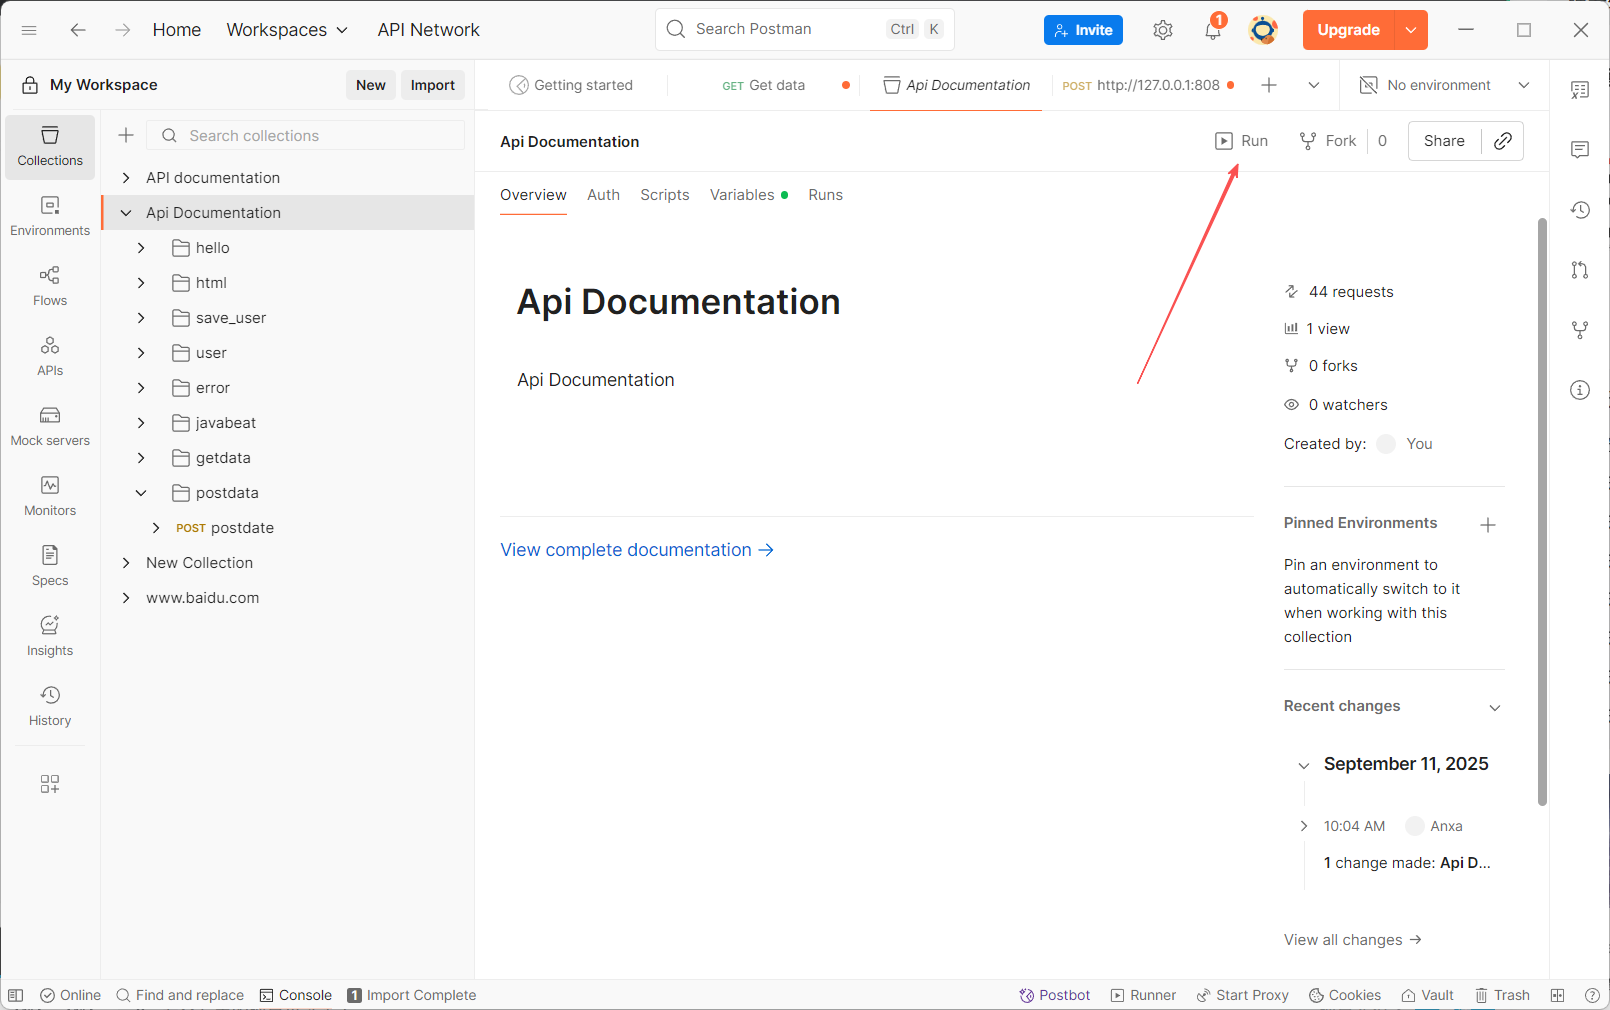 Home Workspaces API Network Search Postman Ctrl K Invite 1 Upgrade
My Workspace New Import
Getting started GET Get data Api Documentation POST http://127.0.0.1:808 No environment
Collections
Environments
Flows
APIs
Mock servers
Monitors
Specs
Insights
History
Search collections
API documentation
Api Documentation
hello
html
save_user
user
error
javabeat
getdata
postdata
POST postdate
New Collection
www.baidu.com
Api Documentation Run Fork 0 Share
Overview Auth Scripts Variables Runs
Api Documentation
Api Documentation
View complete documentation →
44 requests
1 view
0 forks
0 watchers
Created by: You
Pinned Environments
Pin an environment to
automatically switch to it
when working with this
collection
Recent changes
September 11, 2025
10:04 AM Anxa
1 change made: Api D...
View all changes →
Online Find and replace Console 1 Import Complete Postbot Runner Start Proxy Cookies Vault Trash